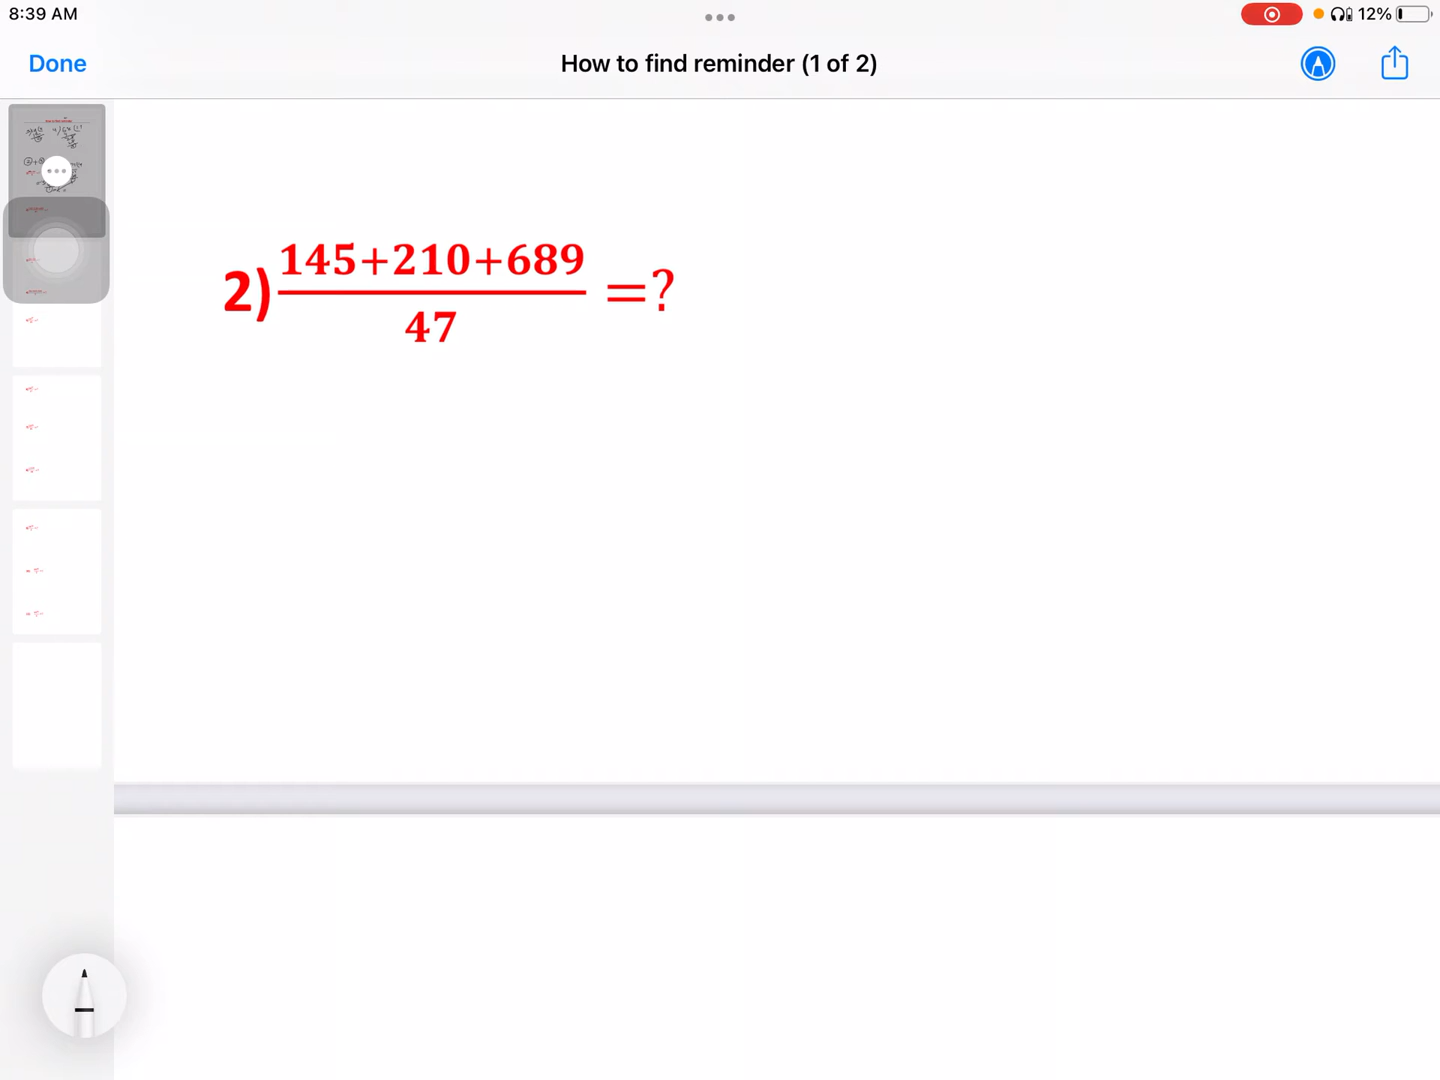 8:39 AM
12%
Done
How to find reminder (1 of 2)
2) 145+210+689/47 =?